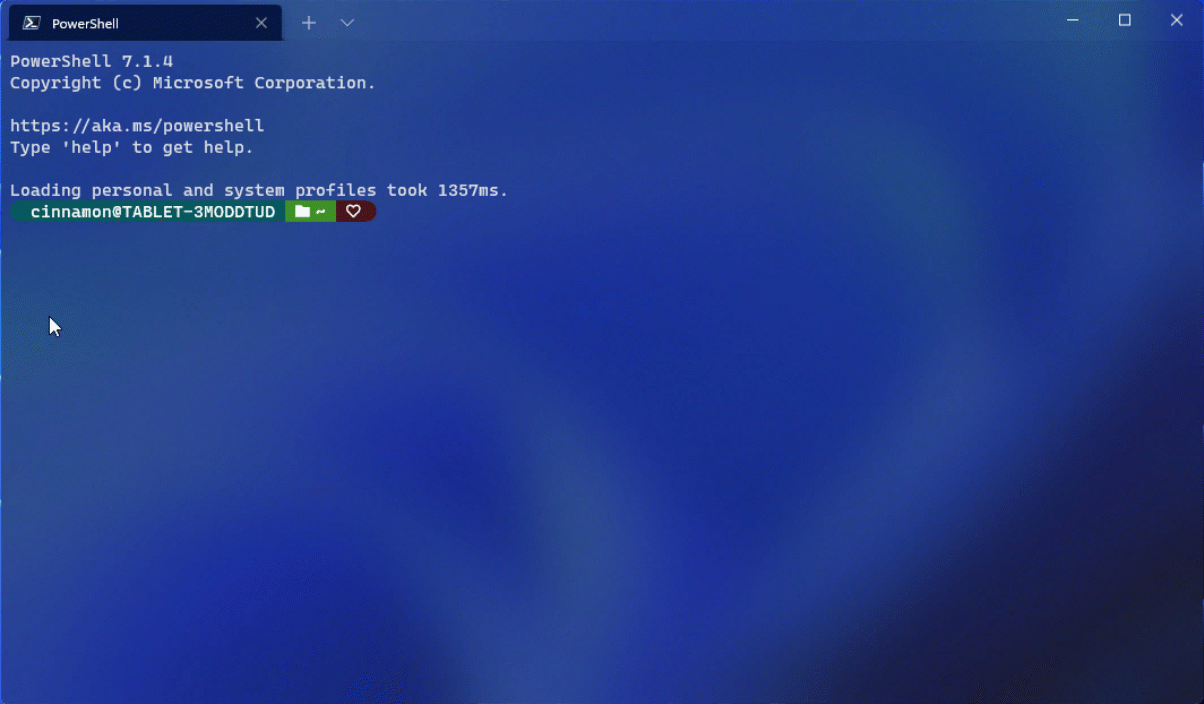 PowerShell
PowerShell 7.1.4
Copyright (c) Microsoft Corporation.
https://aka.ms/powershell
Type 'help' to get help.
Loading personal and system profiles took 1357ms.
cinnamon@TABLET-3MODDTUD ~